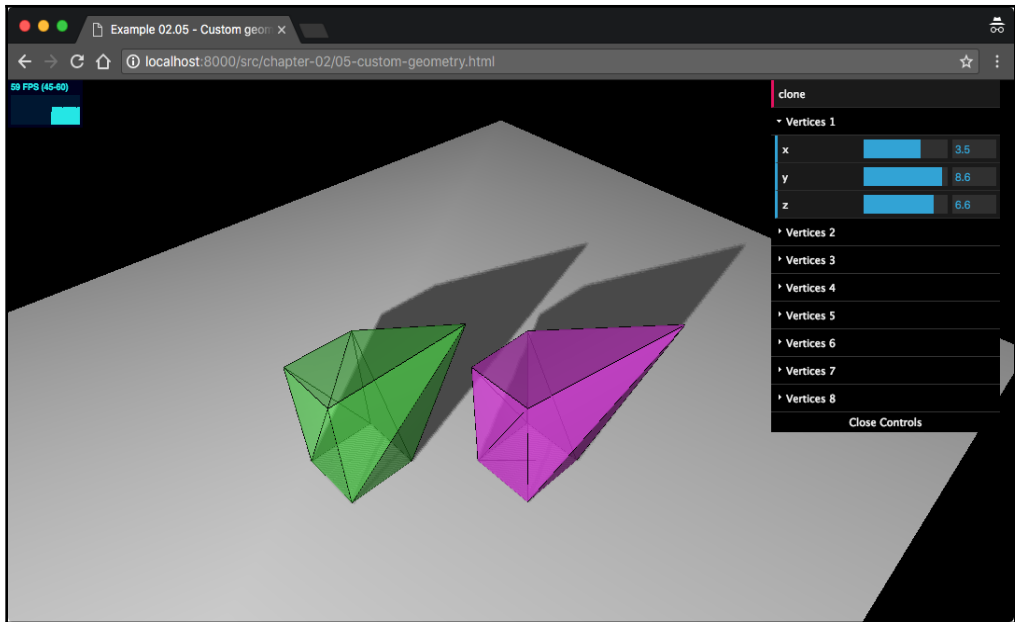 Example 02.05 - Custom geom
localhost:8000/src/chapter-02/05-custom-geometry.html
59 FPS (45-60)
clone
Vertices 1
x 3.5
y 8.6
z 6.6
Vertices 2
Vertices 3
Vertices 4
Vertices 5
Vertices 6
Vertices 7
Vertices 8
Close Controls